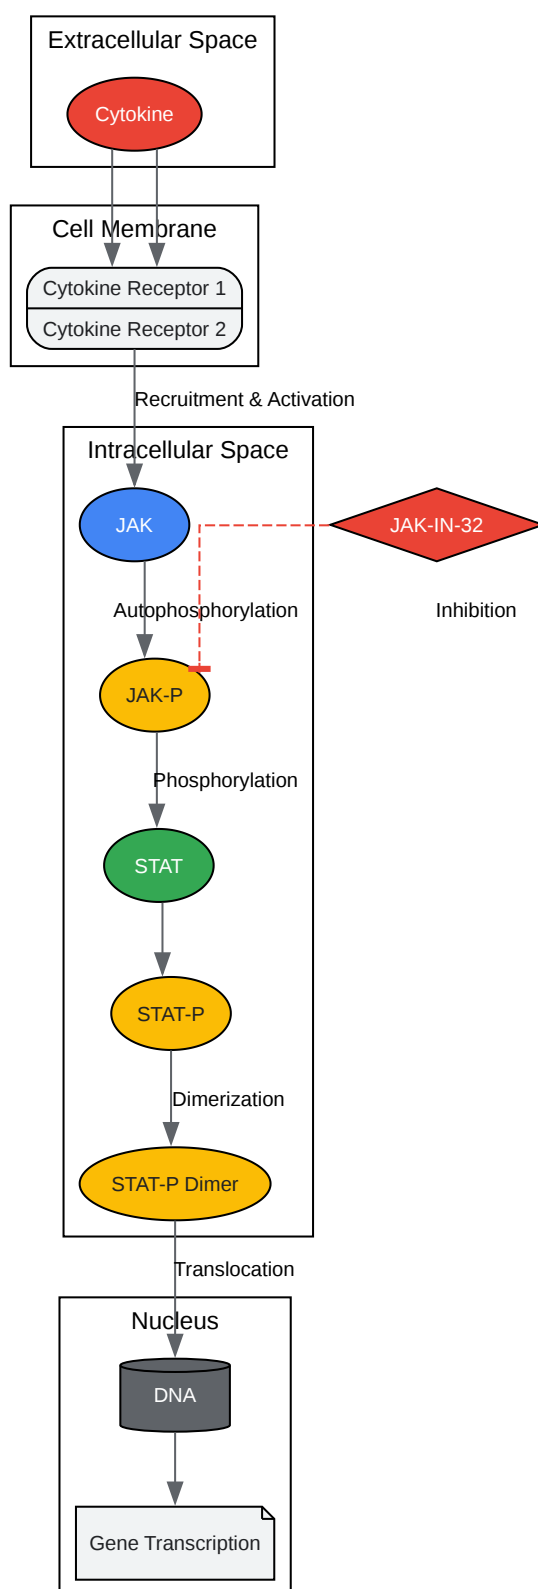 Extracellular Space
Cytokine
Cell Membrane
Cytokine Receptor 1
Cytokine Receptor 2
Recruitment & Activation
Intracellular Space
JAK
JAK-IN-32
Autophosphorylation
Inhibition
JAK-P
Phosphorylation
STAT
STAT-P
Dimerization
STAT-P Dimer
Translocation
Nucleus
DNA
Gene Transcription